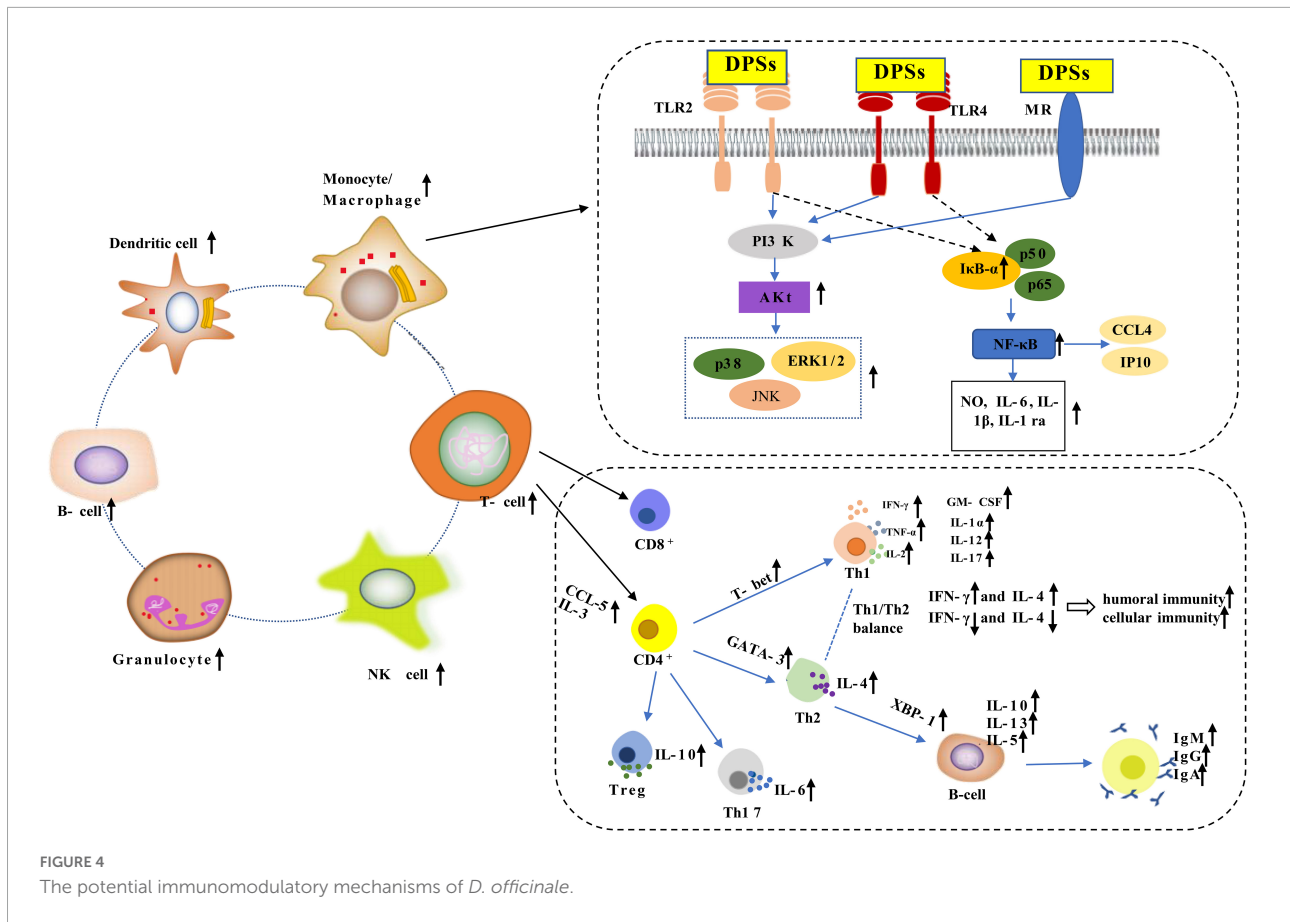 DPSs
DPSs
DPSs
TLR2
TLR4
MR
Monocyte/
Macrophage
Dendritic cell
PI3 K
IκB-α
p50
p65
AKt
NF-κB
CCL4
IP10
p38
ERK1/2
JNK
NO, IL-6, IL-
1β, IL-1 ra
B- cell
T- cell
Granulocyte
NK cell
CD8+
CCL-5
IL-3
CD4+
T- bet
GATA- 3
IFN-γ
TNF-α
IL-2
Th1
GM- CSF
IL-1α
IL-12
IL-17
Th1/Th2
balance
IFN- γ and IL- 4
IFN- γ and IL- 4
humoral immunity
cellular immunity
IL- 4
Th2
XBP- 1
IL-10
IL-13
IL-5
B-cell
IgM
IgG
IgA
IL-10
Treg
IL-6
Th1 7
FIGURE 4
The potential immunomodulatory mechanisms of D. officinale.